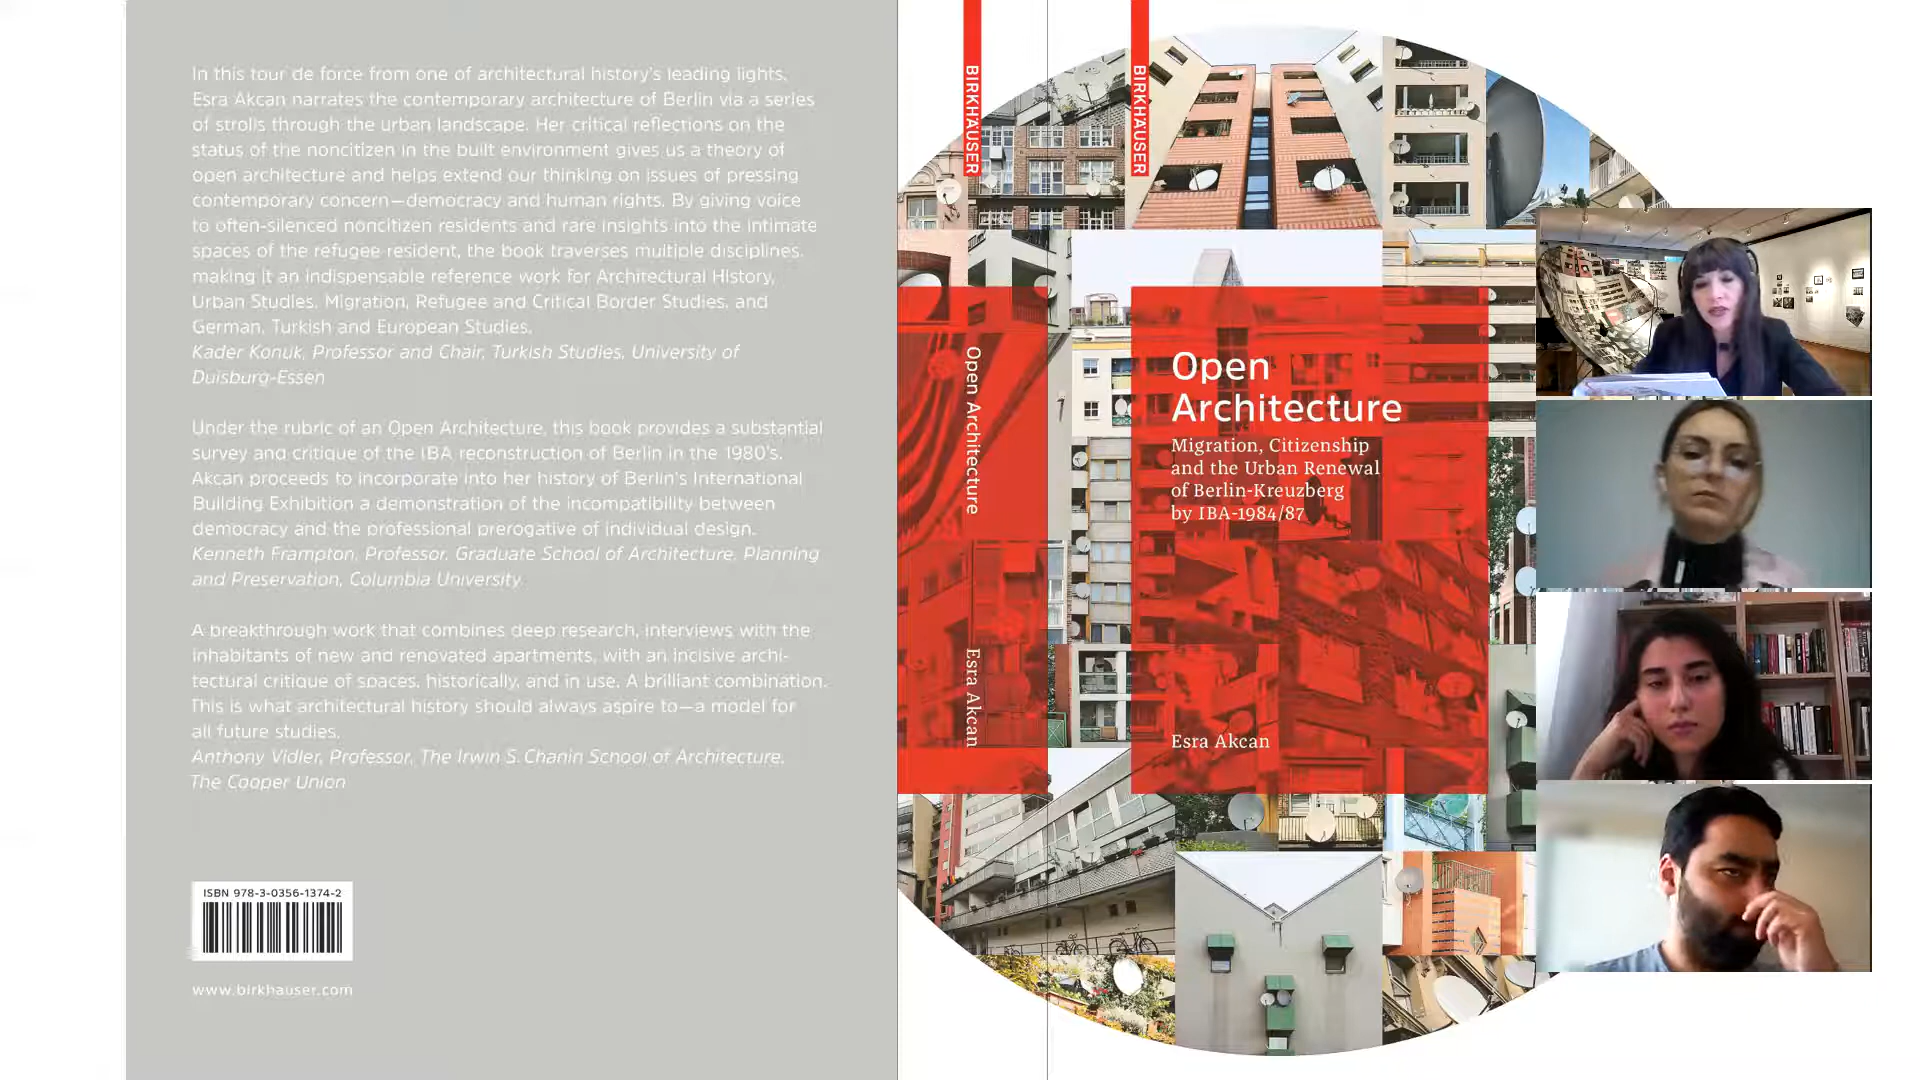 In this tour de force from one of architectural history's leading lights,
Esra Akcan narrates the contemporary architecture of Berlin via a series
of strolls through the urban landscape. Her critical reflections on the
status of the noncitizen in the built environment gives us a theory of
open architecture and helps extend our thinking on issues of pressing
contemporary concern—democracy and human rights. By giving voice
to often-silenced noncitizen residents and rare insights into the intimate
spaces of the refugee resident, the book traverses multiple disciplines,
making it an indispensable reference work for Architectural History,
Urban Studies, Migration, Refugee and Critical Border Studies, and
German, Turkish and European Studies.
Kader Konuk, Professor and Chair, Turkish Studies, University of
Duisburg-Essen
Under the rubric of an Open Architecture, this book provides a substantial
survey and critique of the IBA reconstruction of Berlin in the 1980's.
Akcan proceeds to incorporate into her history of Berlin's International
Building Exhibition a demonstration of the incompatibility between
democracy and the professional prerogative of individual design.
Kenneth Frampton, Professor, Graduate School of Architecture, Planning
and Preservation, Columbia University
A breakthrough work that combines deep research, interviews with the
inhabitants of new and renovated apartments, with an incisive archi-
tectural critique of spaces, historically, and in use. A brilliant combination.
This is what architectural history should always aspire to—a model for
all future studies.
Anthony Vidler, Professor, The Irwin S. Chanin School of Architecture,
The Cooper Union
ISBN 978-3-0356-1374-2
www.birkhauser.com
BIRKHÄUSER
Open Architecture
Esra Akcan
BIRKHÄUSER
Open
Architecture
Migration, Citizenship
and the Urban Renewal
of Berlin-Kreuzberg
by IBA-1984/87
Esra Akcan